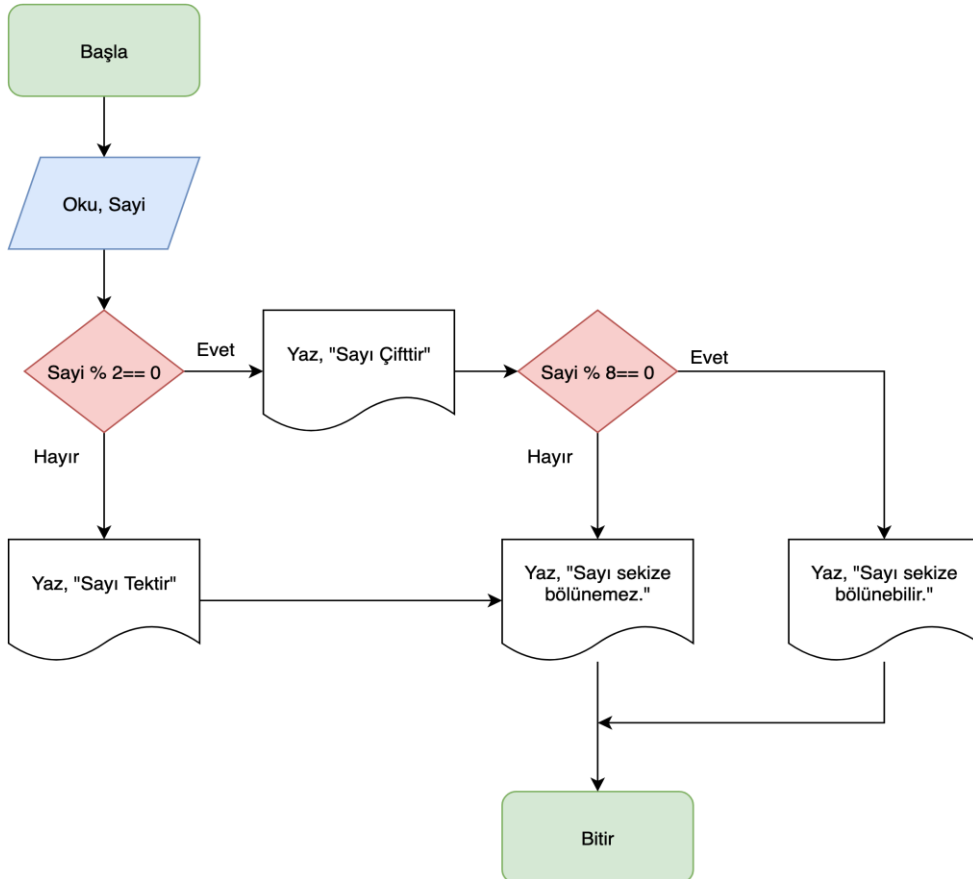 Başla
Oku, Sayi
Sayi % 2== 0
Evet
Yaz, "Sayı Çifttir"
Sayi % 8== 0
Evet
Hayır
Hayır
Yaz, "Sayı Tektir"
Yaz, "Sayı sekize
bölünemez."
Yaz, "Sayı sekize
bölünebilir."
Bitir